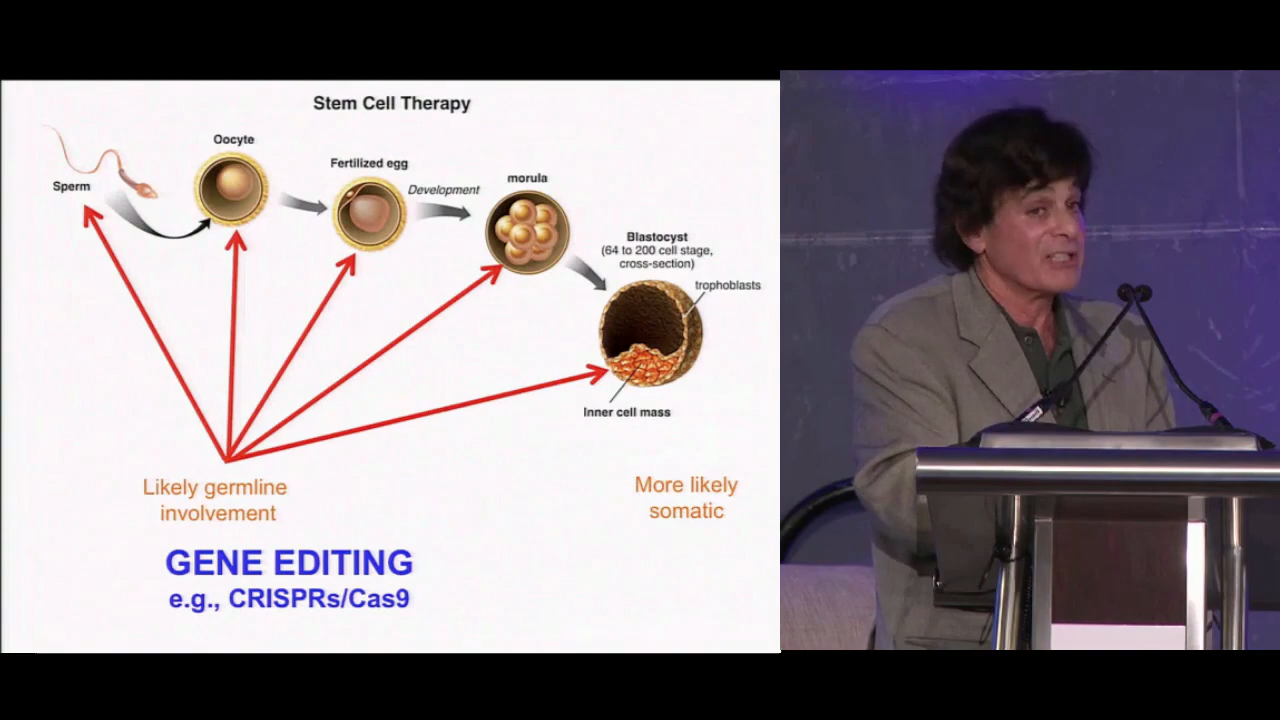 Stem Cell Therapy
Oocyte
Fertilized egg
Sperm
Development
morula
Blastocyst
(64 to 200 cell stage,
cross-section)
trophoblasts
Inner cell mass
Likely germline
involvement
More likely
somatic
GENE EDITING
e.g., CRISPRs/Cas9